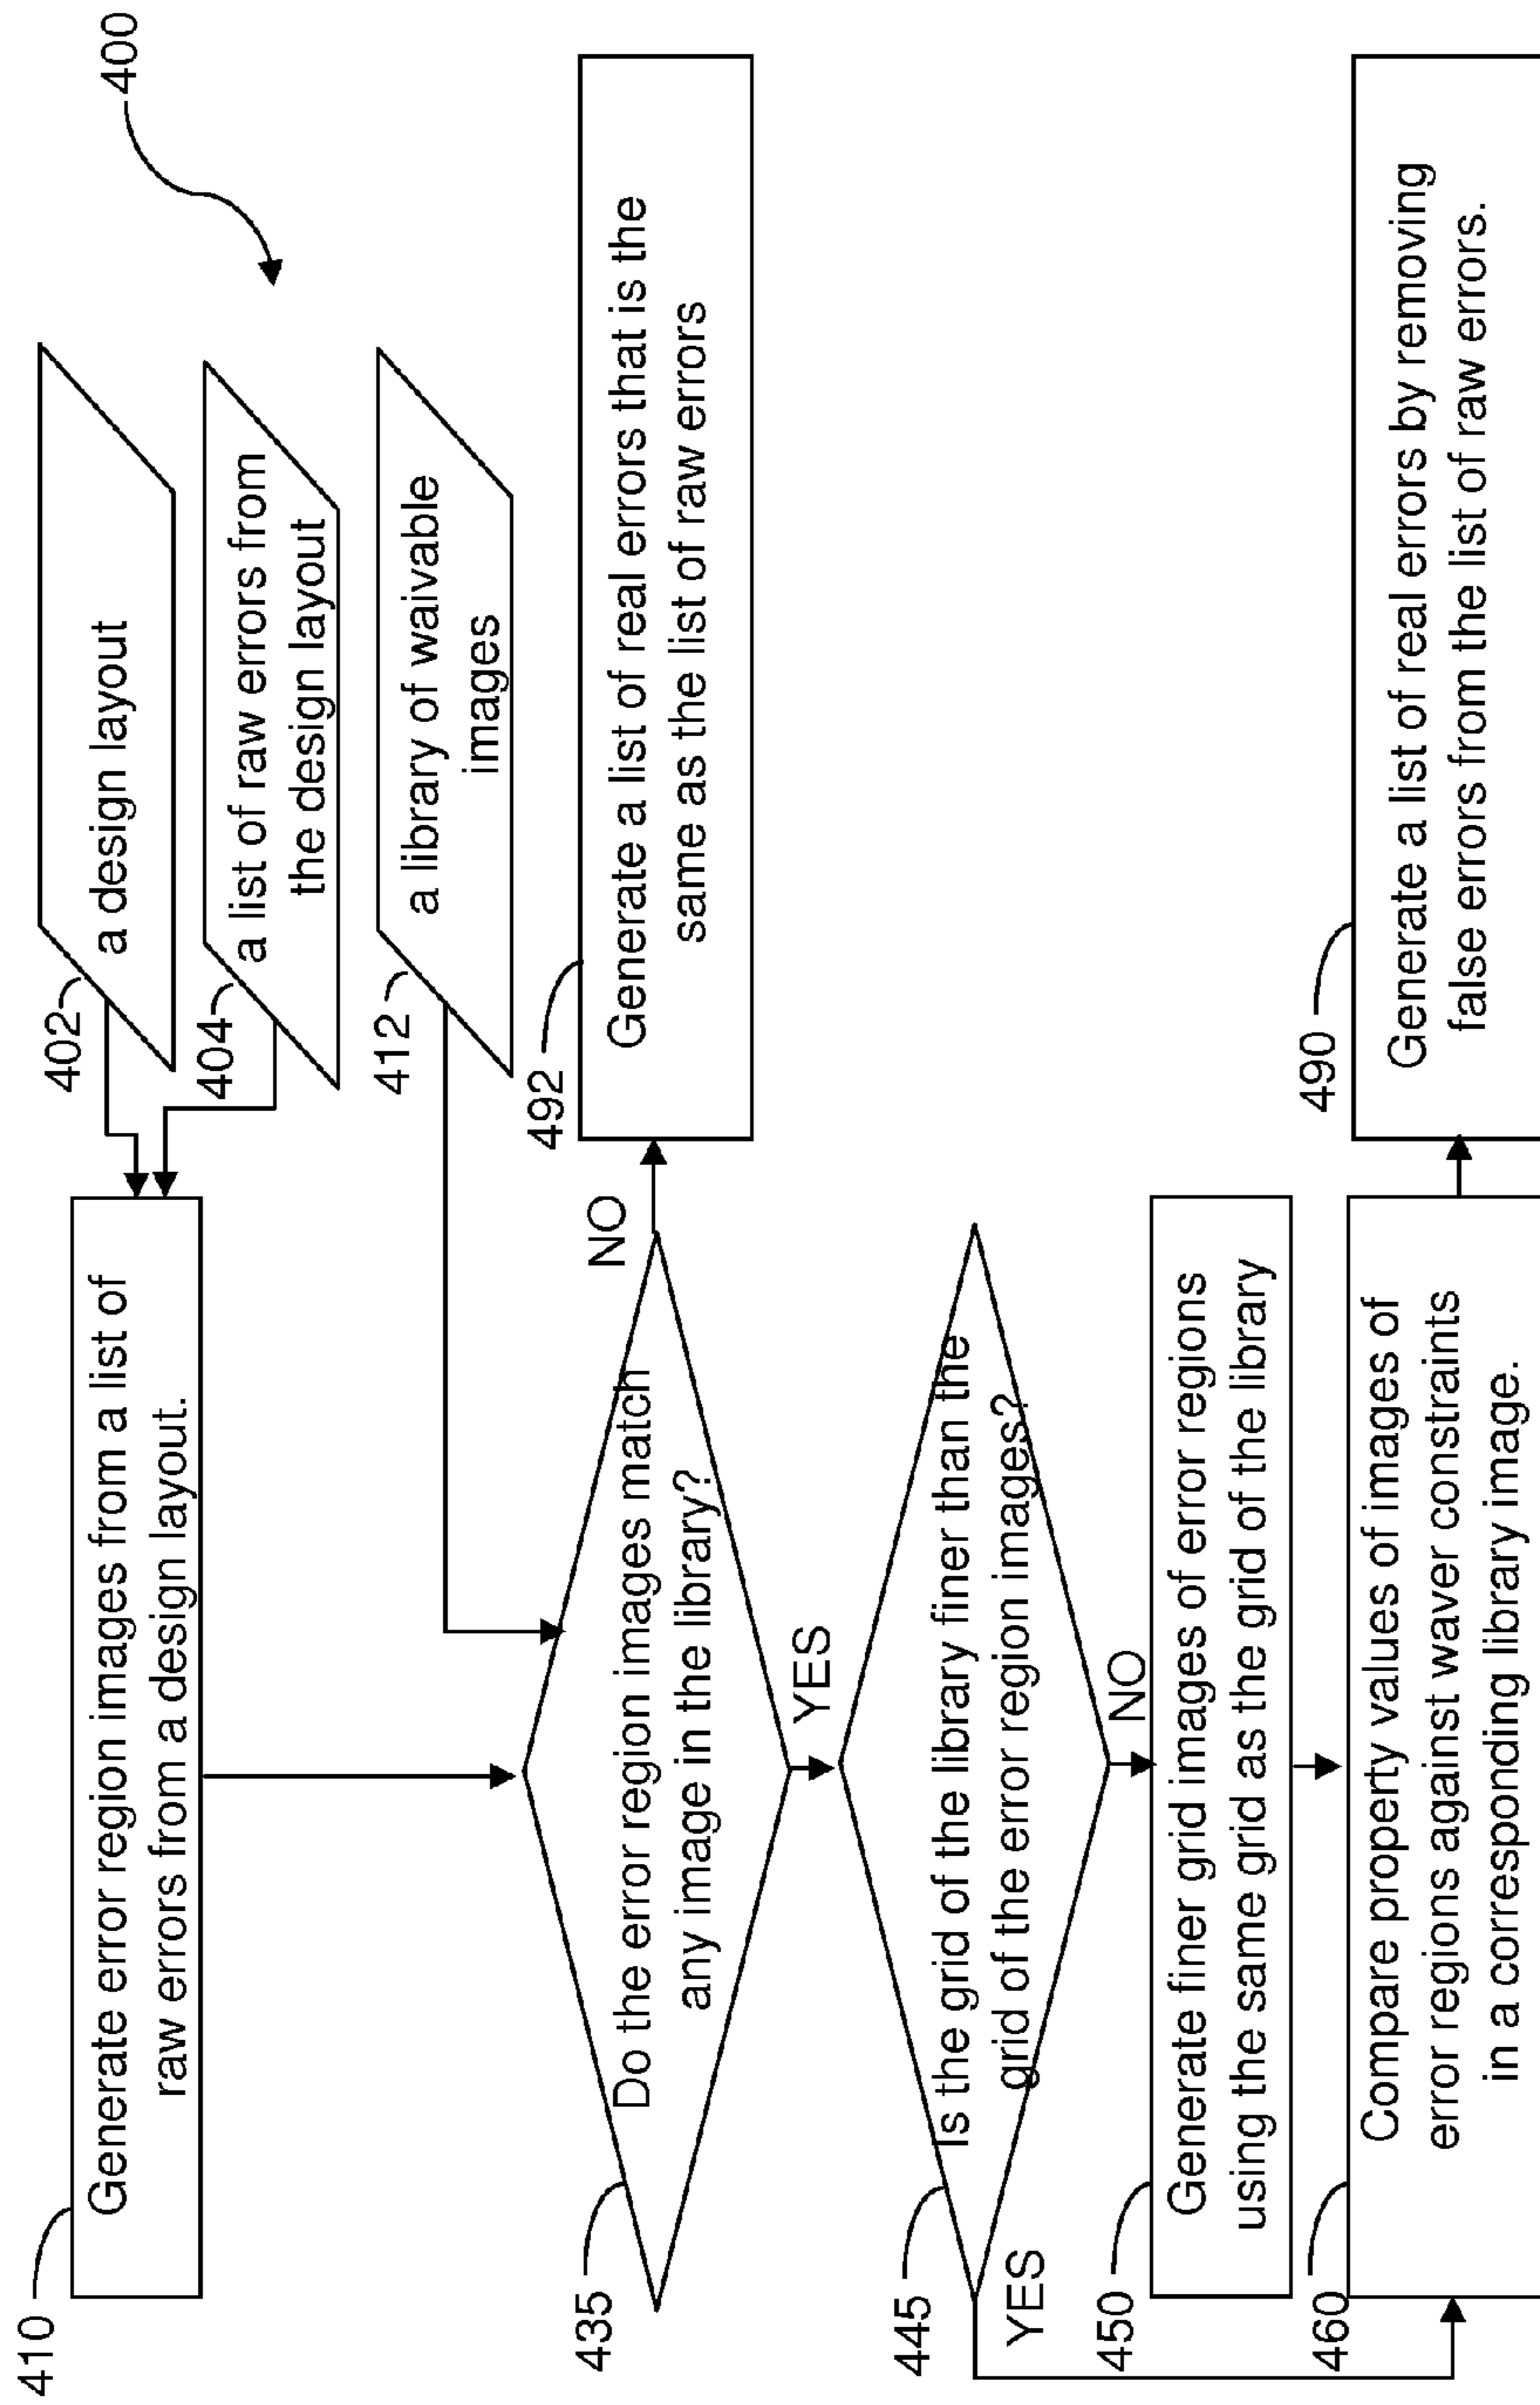 400
402
a design layout
404
a list of raw errors from
the design layout
412
a library of waivable
images
410
Generate error region images from a list of
raw errors from a design layout.
435
Do the error region images match
any image in the library?
NO
YES
492
Generate a list of real errors that is the
same as the list of raw errors
445
Is the grid of the library finer than the
grid of the error region images?
YES
NO
450
Generate finer grid images of error regions
using the same grid as the grid of the library
460
Compare property values of images of
error regions against waver constraints
in a corresponding library image.
490
Generate a list of real errors by removing
false errors from the list of raw errors.